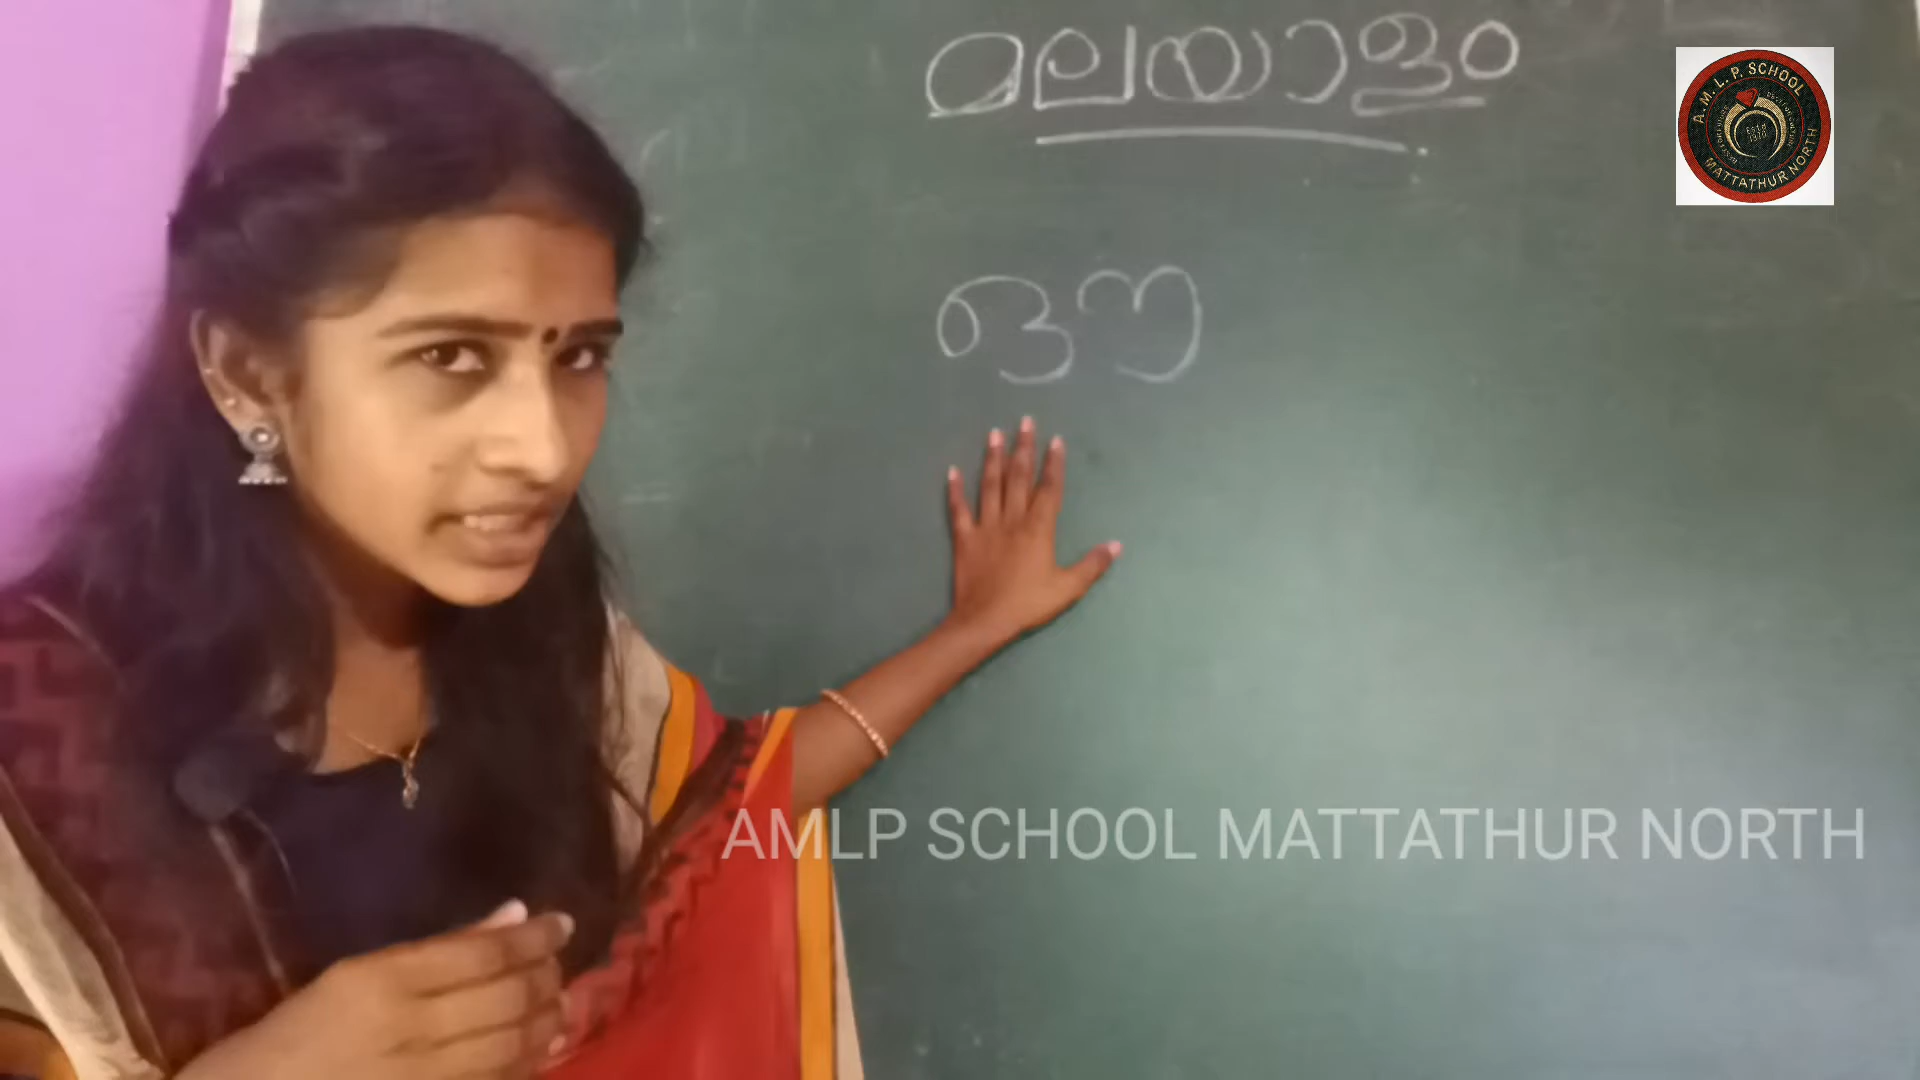 മലയാളം
A. M. L. P. SCHOOL
MATTATHUR NORTH
ഔ
AMLP SCHOOL MATTATHUR NORTH